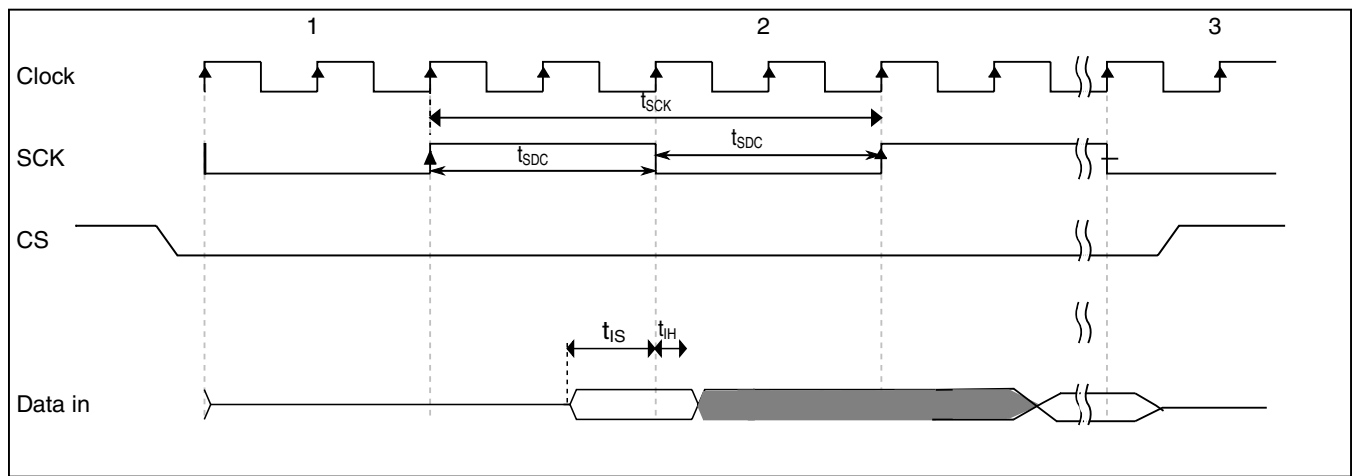 1 2 3
Clock
tSCK
SCK
tSDC tSDC
CS
tIS tIH
Data in